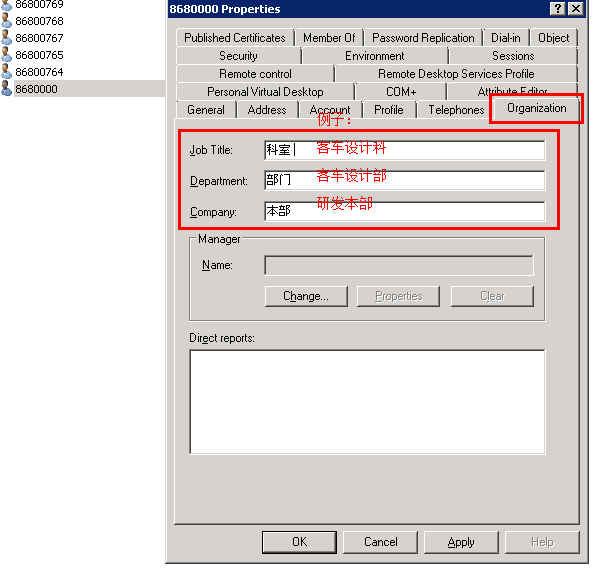 86800769
86800766
86800767
86800765
86800764
8680000
8680000 Properties
Published Certificates Member Of Password Replication Dial-in Object
Security Environment Sessions
Remote control Remote Desktop Services Profile
Personal Virtual Desktop COM+ Attribute Editor
General Address Account Profile Telephones Organization
例子:
Job Title: 科室 客车设计科
Department: 部门 客车设计部
Company: 本部 研发本部
Manager
Name:
Change... Properties Clear
Direct reports:
OK Cancel Apply Help